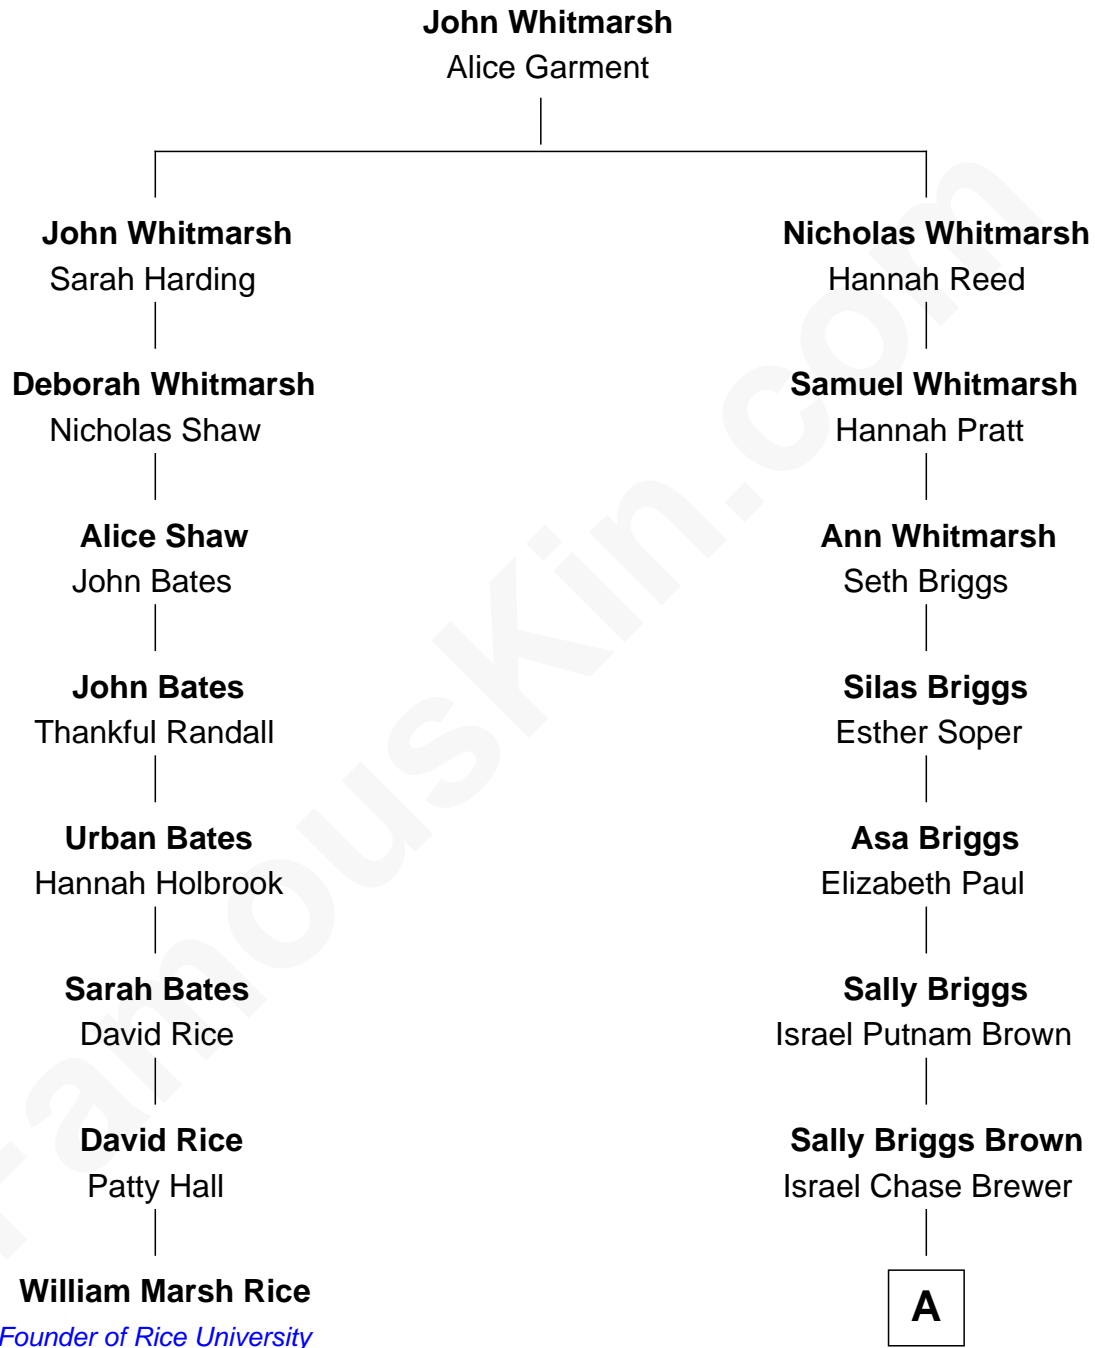 John Whitmarsh
Alice Garment
John Whitmarsh
Sarah Harding
Deborah Whitmarsh
Nicholas Shaw
Alice Shaw
John Bates
John Bates
Thankful Randall
Urban Bates
Hannah Holbrook
Sarah Bates
David Rice
David Rice
Patty Hall
William Marsh Rice
Founder of Rice University
Nicholas Whitmarsh
Hannah Reed
Samuel Whitmarsh
Hannah Pratt
Ann Whitmarsh
Seth Briggs
Silas Briggs
Esther Soper
Asa Briggs
Elizabeth Paul
Sally Briggs
Israel Putnam Brown
Sally Briggs Brown
Israel Chase Brewer
A
FamousKin.com